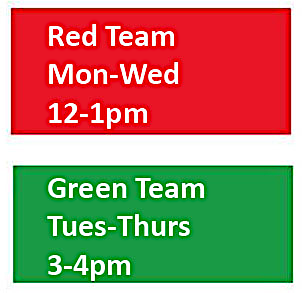 Red Team
Mon-Wed
12-1pm
Green Team
Tues-Thurs
3-4pm